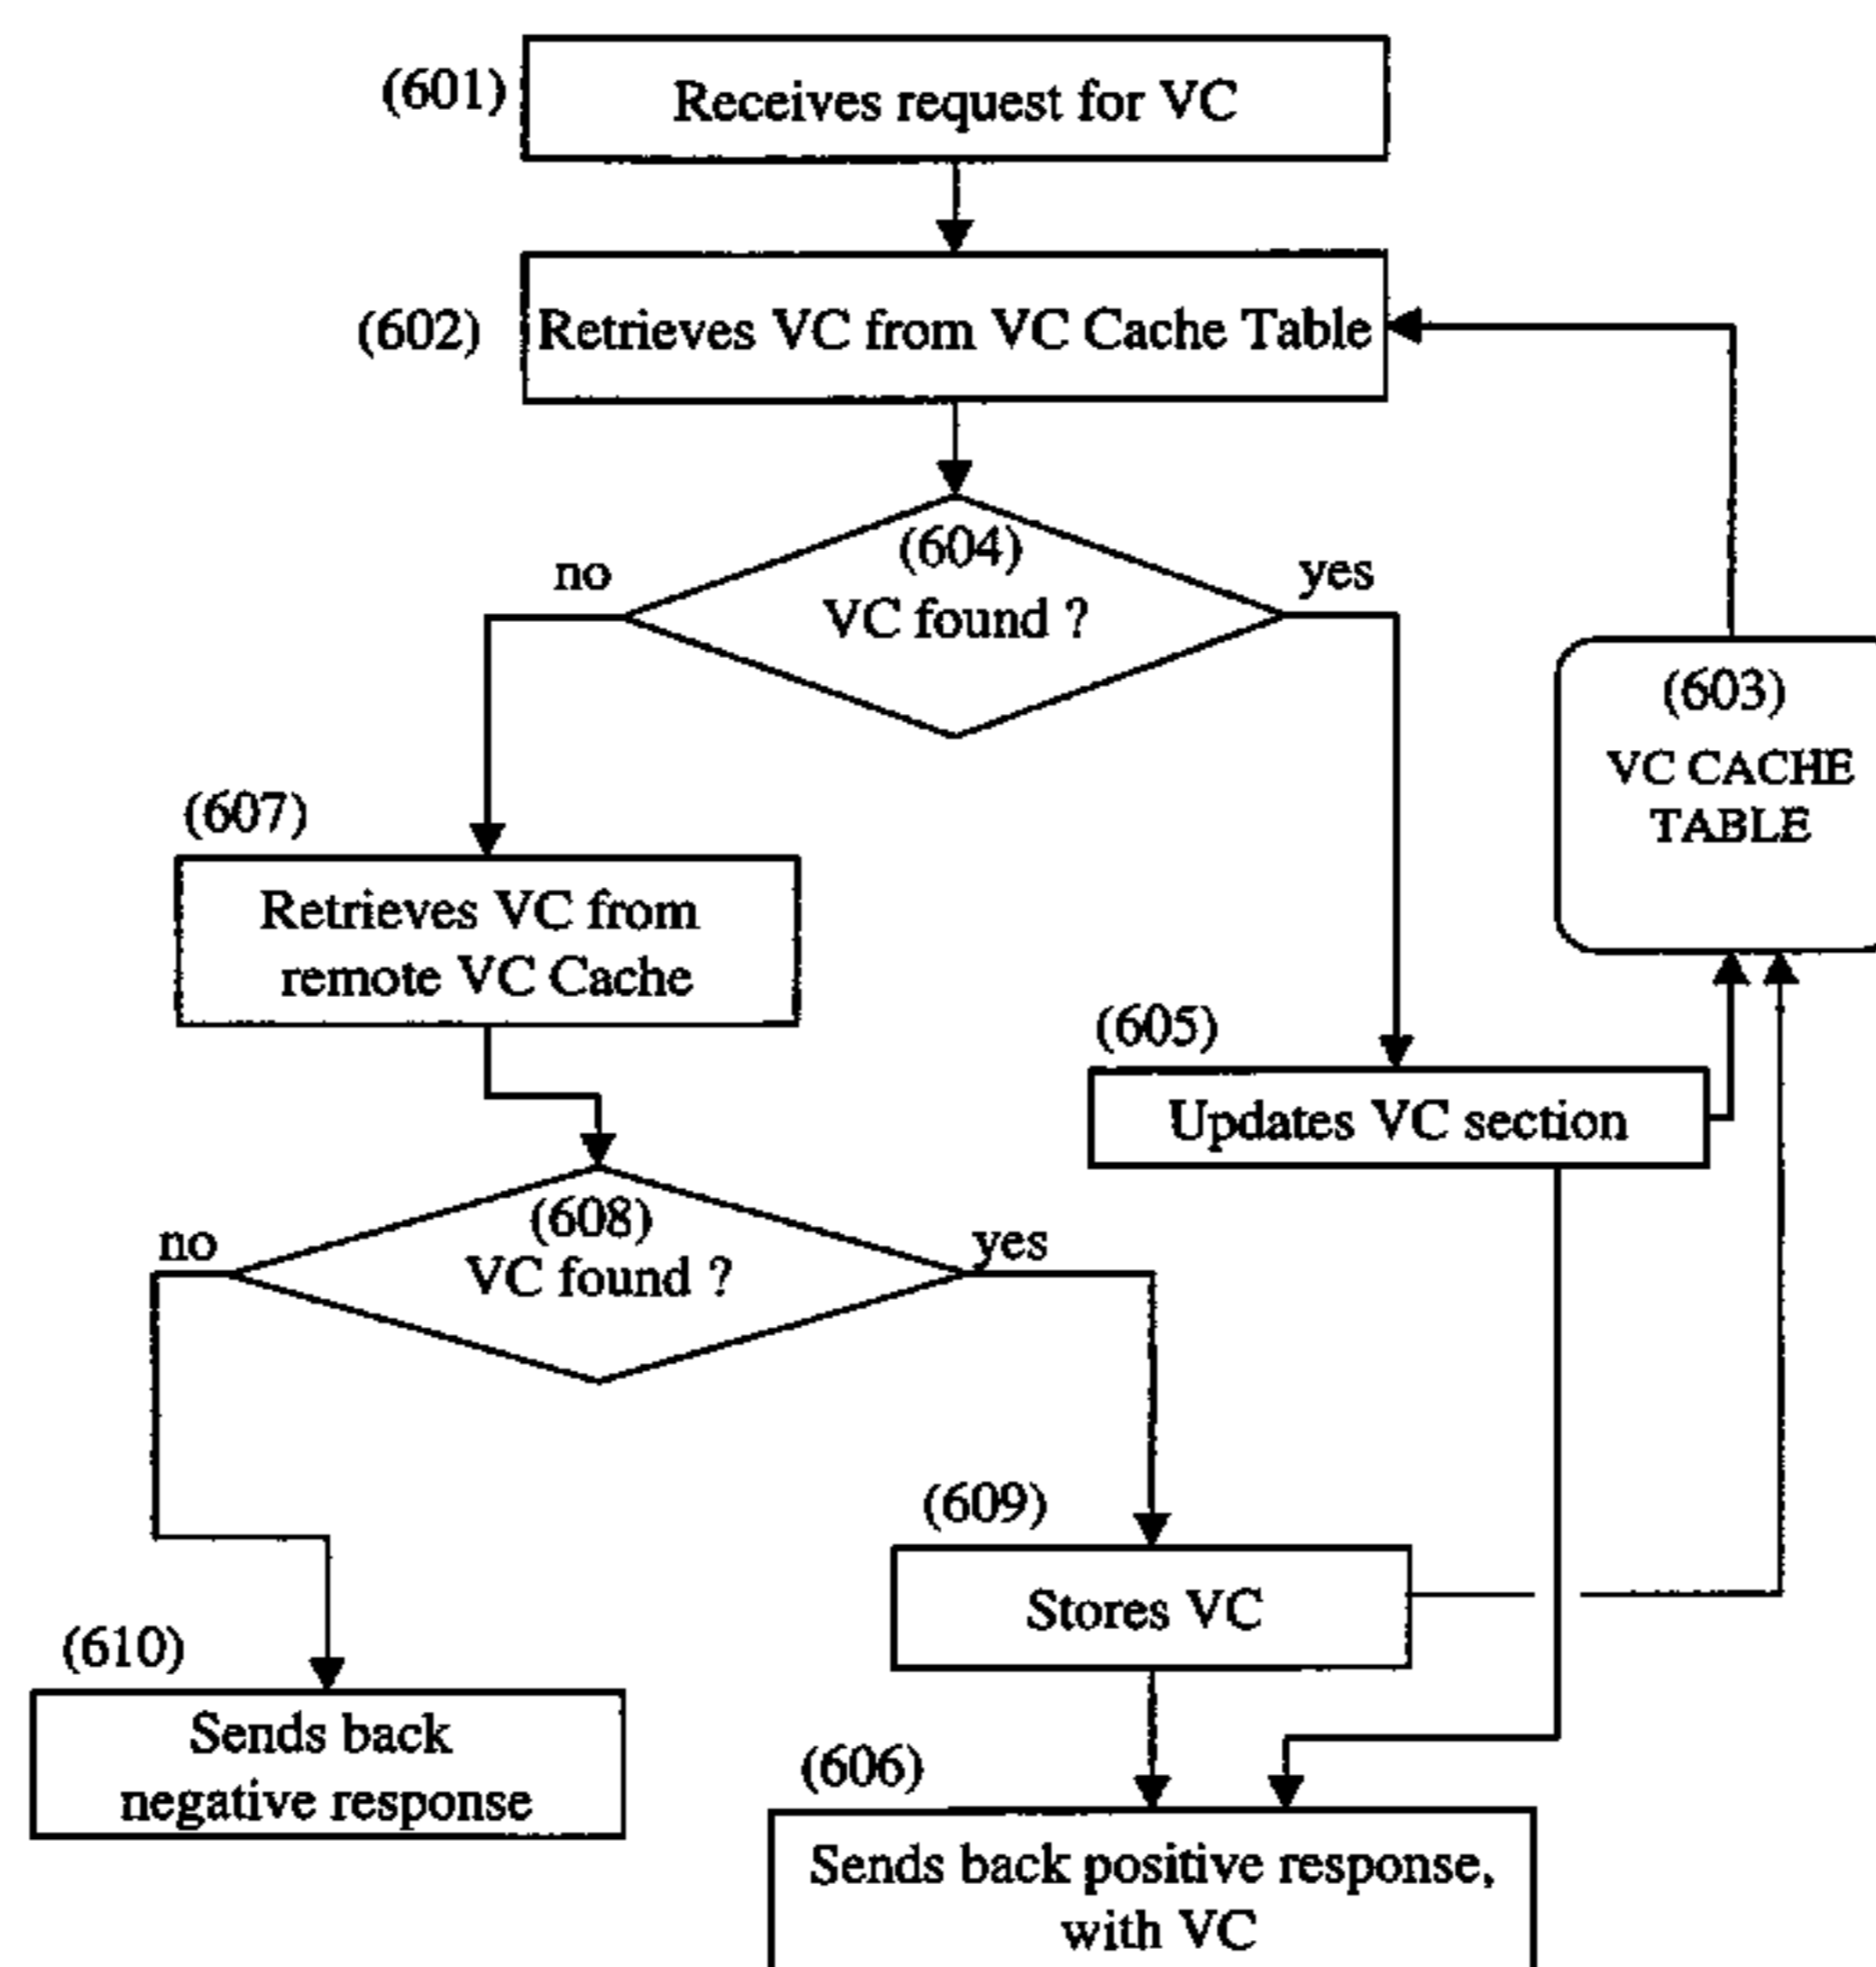 (601)
Receives request for VC
(602)
Retrieves VC from VC Cache Table
(604)
no
yes
VC found ?
(603)
VC CACHE
TABLE
(607)
Retrieves VC from
remote VC Cache
(605)
Updates VC section
(608)
no
yes
VC found ?
(609)
Stores VC
(610)
Sends back
negative response
(606)
Sends back positive response,
with VC